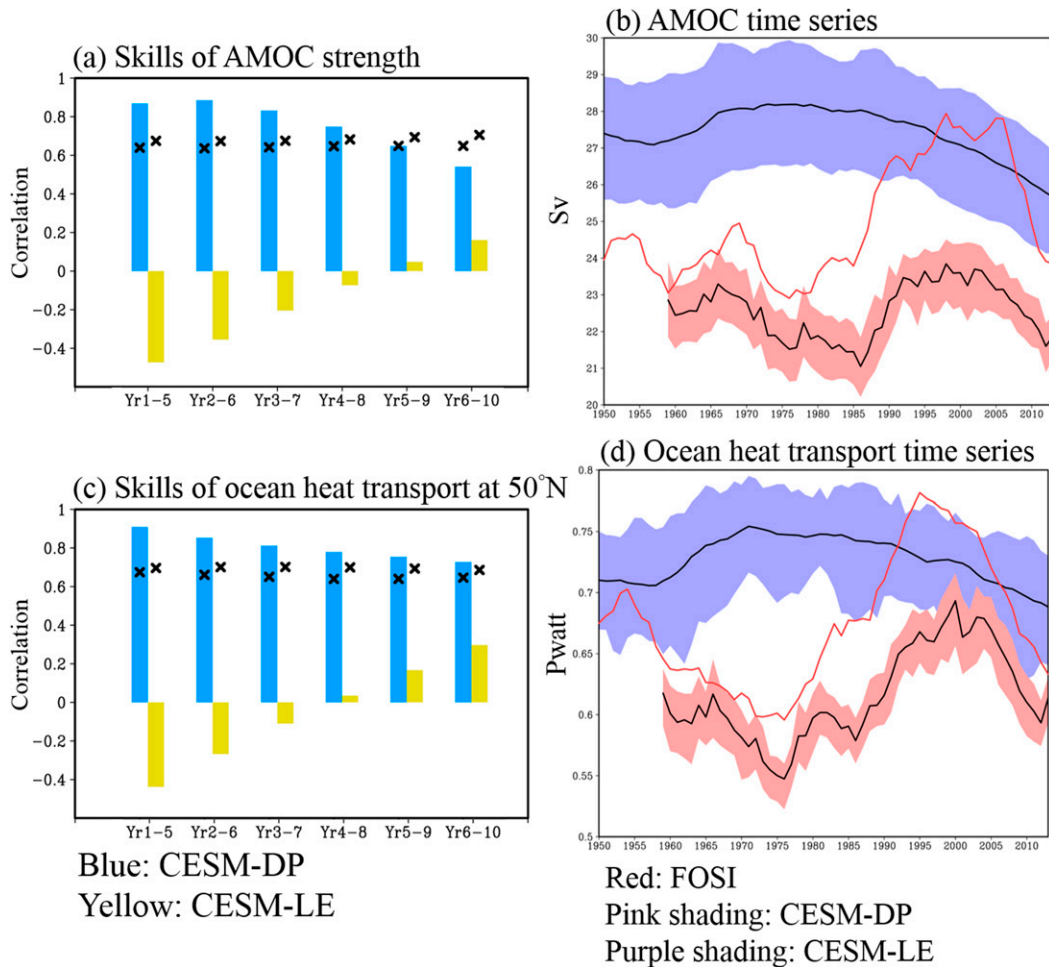 (a) Skills of AMOC strength
Correlation
1
0.8
0.6
0.4
0.2
0
-0.2
-0.4
Yr1-5 Yr2-6 Yr3-7 Yr4-8 Yr5-9 Yr6-10
(b) AMOC time series
Sv
30
29
28
27
26
25
24
23
22
21
20
1950 1955 1960 1965 1970 1975 1980 1985 1990 1995 2000 2005 2010
(c) Skills of ocean heat transport at 50°N
Correlation
1
0.8
0.6
0.4
0.2
0
-0.2
-0.4
Yr1-5 Yr2-6 Yr3-7 Yr4-8 Yr5-9 Yr6-10
Blue: CESM-DP
Yellow: CESM-LE
(d) Ocean heat transport time series
Pwatt
0.8
0.75
0.7
0.65
0.6
0.55
0.5
1950 1955 1960 1965 1970 1975 1980 1985 1990 1995 2000 2005 2010
Red: FOSI
Pink shading: CESM-DP
Purple shading: CESM-LE